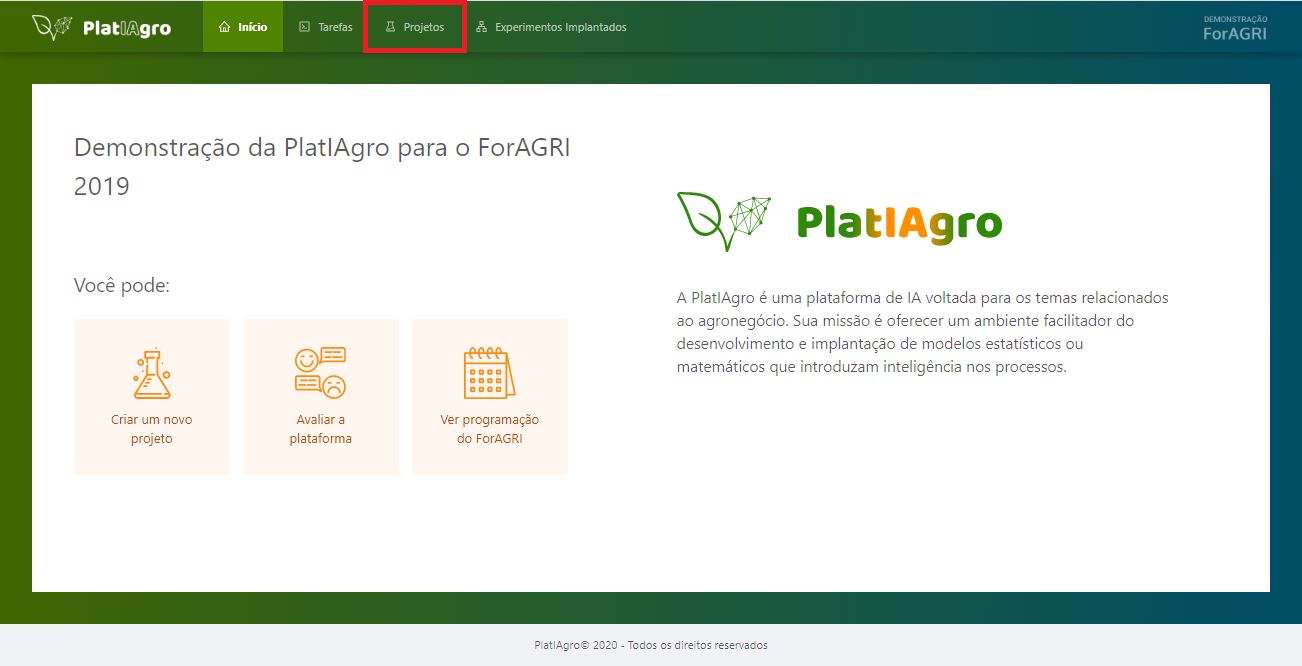 PlatIAgro
Início
Tarefas
Projetos
Experimentos Implantados
DEMONSTRAÇÃO
ForAGRI
Demonstração da PlatIAgro para o ForAGRI
2019
Você pode:
Criar um novo
projeto
Avaliar a
plataforma
Ver programação
do ForAGRI
PlatIAgro
A PlatIAgro é uma plataforma de IA voltada para os temas relacionados
ao agronegócio. Sua missão é oferecer um ambiente facilitador do
desenvolvimento e implantação de modelos estatísticos ou
matemáticos que introduzam inteligência nos processos.
PlatIAgro© 2020 - Todos os direitos reservados